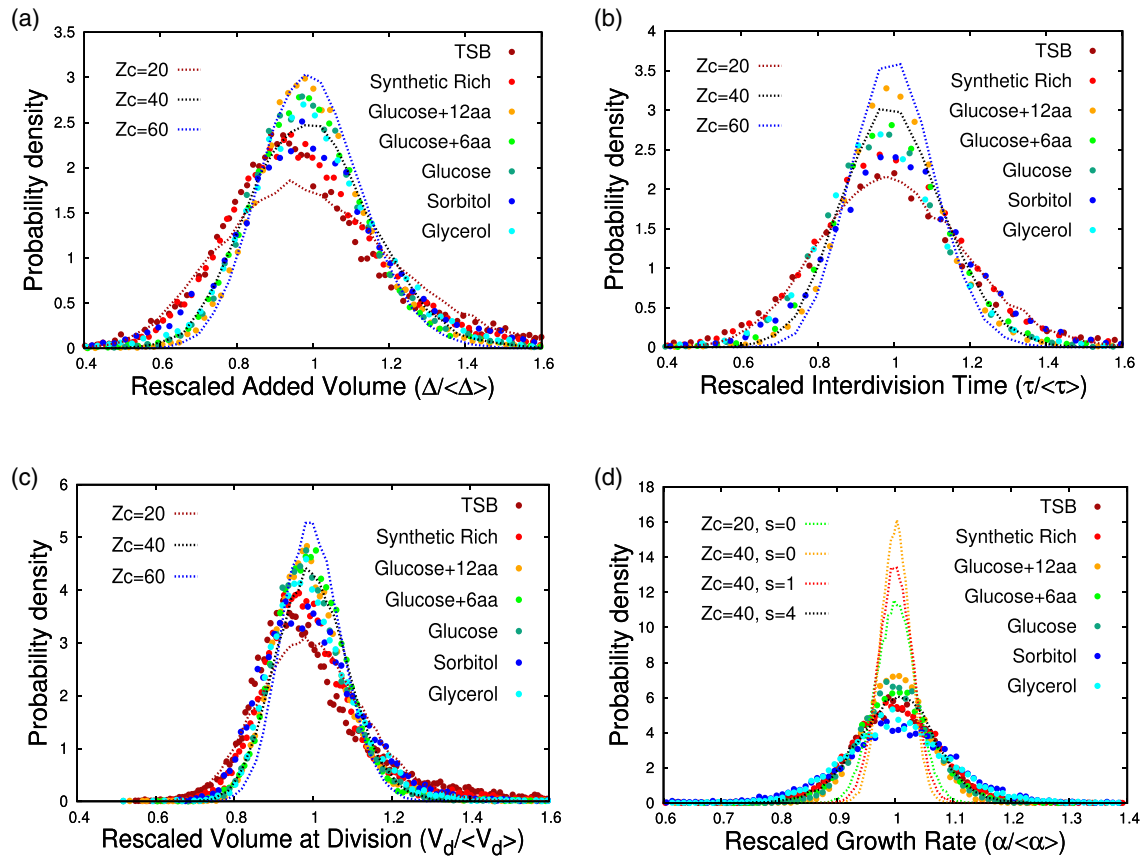 (a)
Probability density
3.5
3
2.5
2
1.5
1
0.5
0
Zc=20
Zc=40
Zc=60
TSB
Synthetic Rich
Glucose+12aa
Glucose+6aa
Glucose
Sorbitol
Glycerol
0.4 0.6 0.8 1 1.2 1.4 1.6
Rescaled Added Volume (Δ/<Δ>)
(b)
Probability density
4
3.5
3
2.5
2
1.5
1
0.5
0
Zc=20
Zc=40
Zc=60
TSB
Synthetic Rich
Glucose+12aa
Glucose+6aa
Glucose
Sorbitol
Glycerol
0.4 0.6 0.8 1 1.2 1.4 1.6
Rescaled Interdivision Time (τ/<τ>)
(c)
Probability density
6
5
4
3
2
1
0
Zc=20
Zc=40
Zc=60
TSB
Synthetic Rich
Glucose+12aa
Glucose+6aa
Glucose
Sorbitol
Glycerol
0.4 0.6 0.8 1 1.2 1.4 1.6
Rescaled Volume at Division (V_d/<V_d>)
(d)
Probability density
18
16
14
12
10
8
6
4
2
0
Zc=20, s=0
Zc=40, s=0
Zc=40, s=1
Zc=40, s=4
TSB
Synthetic Rich
Glucose+12aa
Glucose+6aa
Glucose
Sorbitol
Glycerol
0.6 0.7 0.8 0.9 1 1.1 1.2 1.3 1.4
Rescaled Growth Rate (α/<α>)